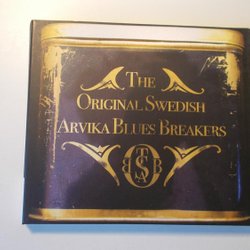 The
Original Swedish
Arvika Blues Breakers